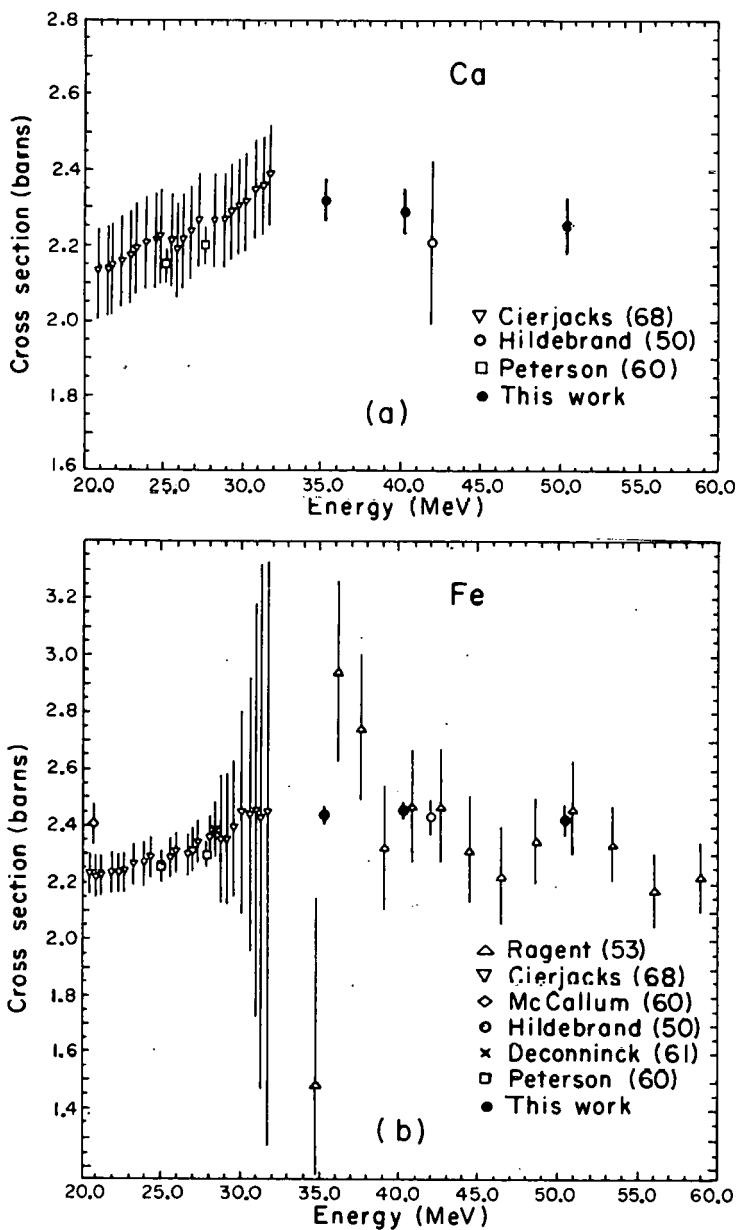 2.8
2.6
2.4
2.2
2.0
1.8
1.6
Cross section (barns)
Ca
▽ Cierjacks (68)
○ Hildebrand (50)
□ Peterson (60)
● This work
(a)
20.0 25.0 30.0 35.0 40.0 45.0 50.0 55.0 60.0
Energy (MeV)
3.2
3.0
2.8
2.6
2.4
2.2
2.0
1.8
1.6
1.4
Cross section (barns)
Fe
△ Ragent (53)
▽ Cierjacks (68)
◇ McCallum (60)
○ Hildebrand (50)
× Deconninck (61)
□ Peterson (60)
● This work
(b)
20.0 25.0 30.0 35.0 40.0 45.0 50.0 55.0 60.0
Energy (MeV)